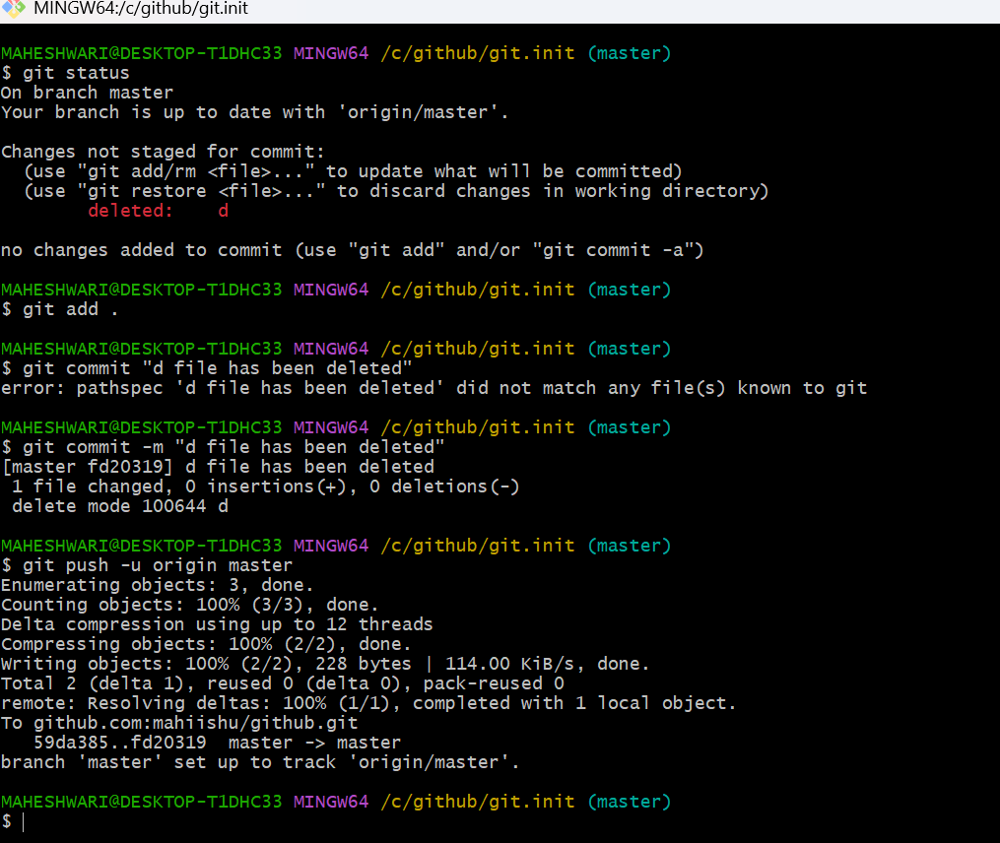 MINGW64:/c/github/git.init
MAHESHWARI@DESKTOP-T1DHC33 MINGW64 /c/github/git.init (master)
$ git status
On branch master
Your branch is up to date with 'origin/master'.
Changes not staged for commit:
  (use "git add/rm <file>..." to update what will be committed)
  (use "git restore <file>..." to discard changes in working directory)
        deleted:    d
no changes added to commit (use "git add" and/or "git commit -a")
MAHESHWARI@DESKTOP-T1DHC33 MINGW64 /c/github/git.init (master)
$ git add .
MAHESHWARI@DESKTOP-T1DHC33 MINGW64 /c/github/git.init (master)
$ git commit "d file has been deleted"
error: pathspec 'd file has been deleted' did not match any file(s) known to git
MAHESHWARI@DESKTOP-T1DHC33 MINGW64 /c/github/git.init (master)
$ git commit -m "d file has been deleted"
[master fd20319] d file has been deleted
 1 file changed, 0 insertions(+), 0 deletions(-)
 delete mode 100644 d
MAHESHWARI@DESKTOP-T1DHC33 MINGW64 /c/github/git.init (master)
$ git push -u origin master
Enumerating objects: 3, done.
Counting objects: 100% (3/3), done.
Delta compression using up to 12 threads
Compressing objects: 100% (2/2), done.
Writing objects: 100% (2/2), 228 bytes | 114.00 KiB/s, done.
Total 2 (delta 1), reused 0 (delta 0), pack-reused 0
remote: Resolving deltas: 100% (1/1), completed with 1 local object.
To github.com:mahiishu/github.git
   59da385..fd20319  master -> master
branch 'master' set up to track 'origin/master'.
MAHESHWARI@DESKTOP-T1DHC33 MINGW64 /c/github/git.init (master)
$